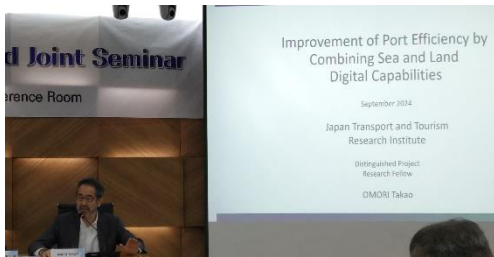 d Joint Seminar
erence Room
Improvement of Port Efficiency by
Combining Sea and Land
Digital Capabilities
September 2024
Japan Transport and Tourism
Research Institute
Distinguished Project
Research Fellow
OMORI Takao